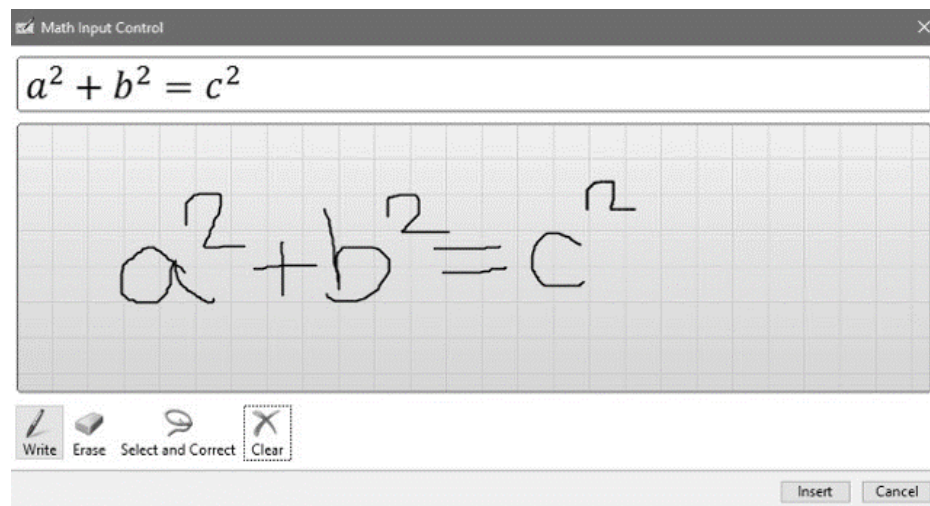 Math Input Control
a² + b² = c²
a² + b² = c²
Write Erase Select and Correct Clear
Insert Cancel